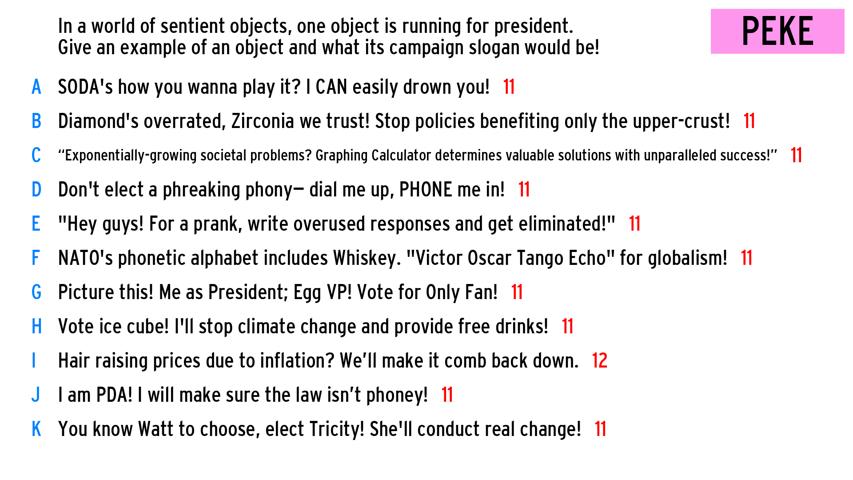 In a world of sentient objects, one object is running for president.
Give an example of an object and what its campaign slogan would be!
PEKE
A SODA's how you wanna play it? I CAN easily drown you! 11
B Diamond's overrated, Zirconia we trust! Stop policies benefiting only the upper-crust! 11
C “Exponentially-growing societal problems? Graphing Calculator determines valuable solutions with unparalleled success!” 11
D Don't elect a phreaking phony— dial me up, PHONE me in! 11
E "Hey guys! For a prank, write overused responses and get eliminated!" 11
F NATO's phonetic alphabet includes Whiskey. "Victor Oscar Tango Echo" for globalism! 11
G Picture this! Me as President; Egg VP! Vote for Only Fan! 11
H Vote ice cube! I'll stop climate change and provide free drinks! 11
I Hair raising prices due to inflation? We’ll make it comb back down. 12
J I am PDA! I will make sure the law isn’t phoney! 11
K You know Watt to choose, elect Tricity! She'll conduct real change! 11